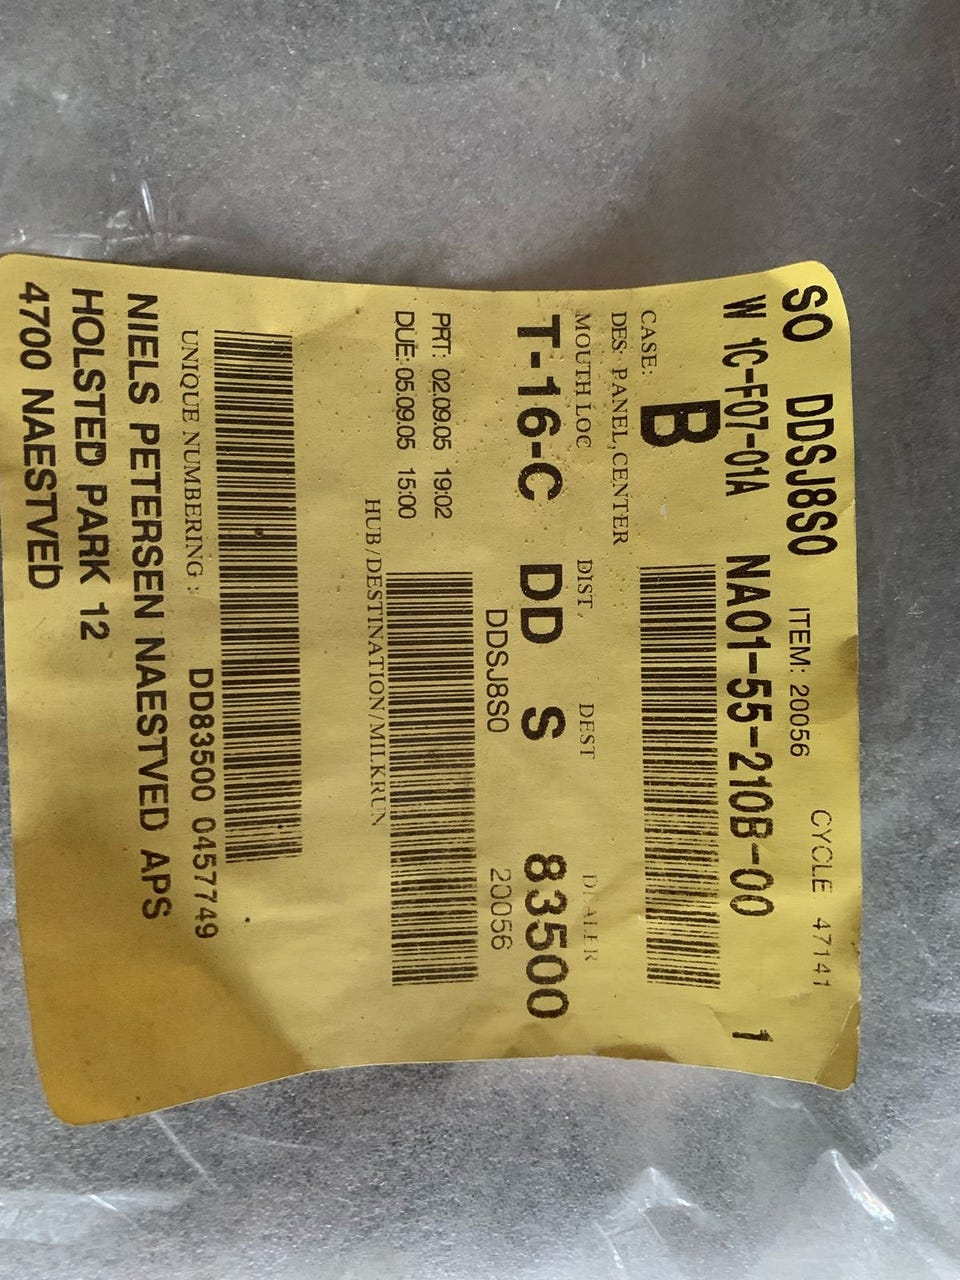 SO DDSJ8S0 ITEM: 20056 CYCLE 47141
W 1C-F07-01A NA01-55-210B-00 1
CASE: B
DES: PANEL,CENTER
MOUTH LOC DIST. DEST DEALER
T-16-C DD S 83500
DDSJ8S0 20056
PRT: 02.09.05 19:02
DUE: 05.09.05 15:00
HUB/DESTINATION/MILKRUN
UNIQUE NUMBERING : DD83500 0457749
NIELS PETERSEN NAESTVED APS
HOLSTED PARK 12
4700 NAESTVED